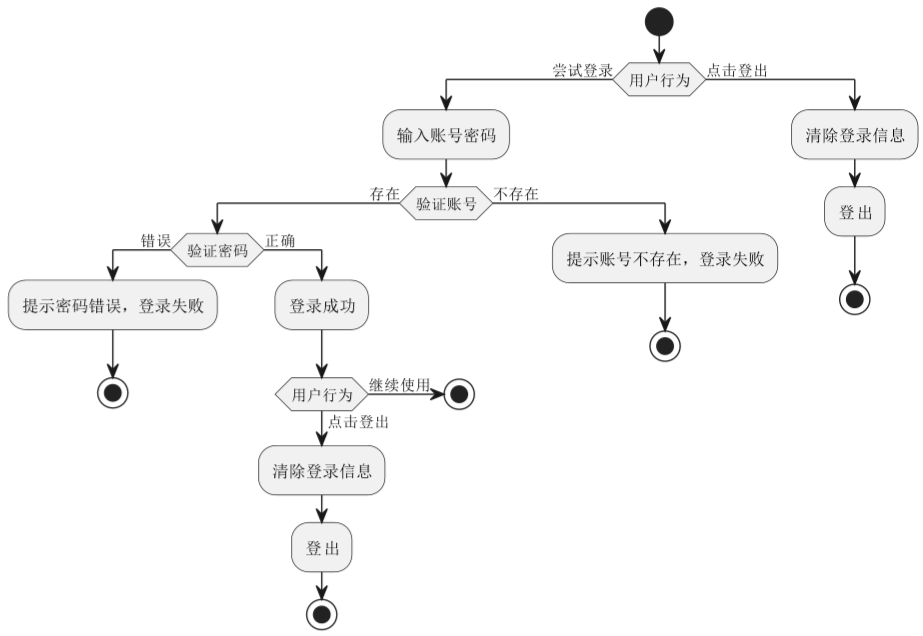 尝试登录
用户行为
点击登出
输入账号密码
清除登录信息
存在
验证账号
不存在
登出
错误
验证密码
正确
提示账号不存在，登录失败
提示密码错误，登录失败
登录成功
用户行为
继续使用
点击登出
清除登录信息
登出